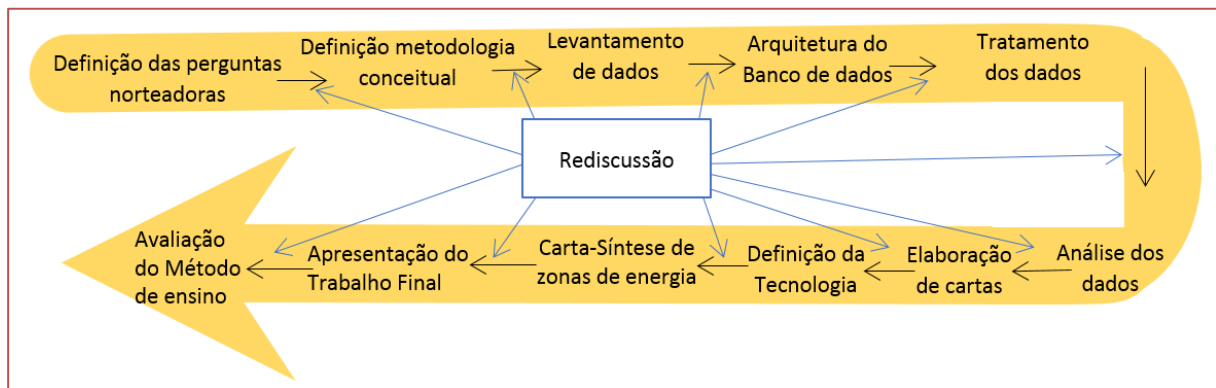 Definição das perguntas
norteadoras
Definição metodologia
conceitual
Levantamento
de dados
Arquitetura do
Banco de dados
Tratamento
dos dados
Rediscussão
Análise dos
dados
Elaboração
de cartas
Definição da
Tecnologia
Carta-Síntese de
zonas de energia
Apresentação do
Trabalho Final
Avaliação
do Método
de ensino